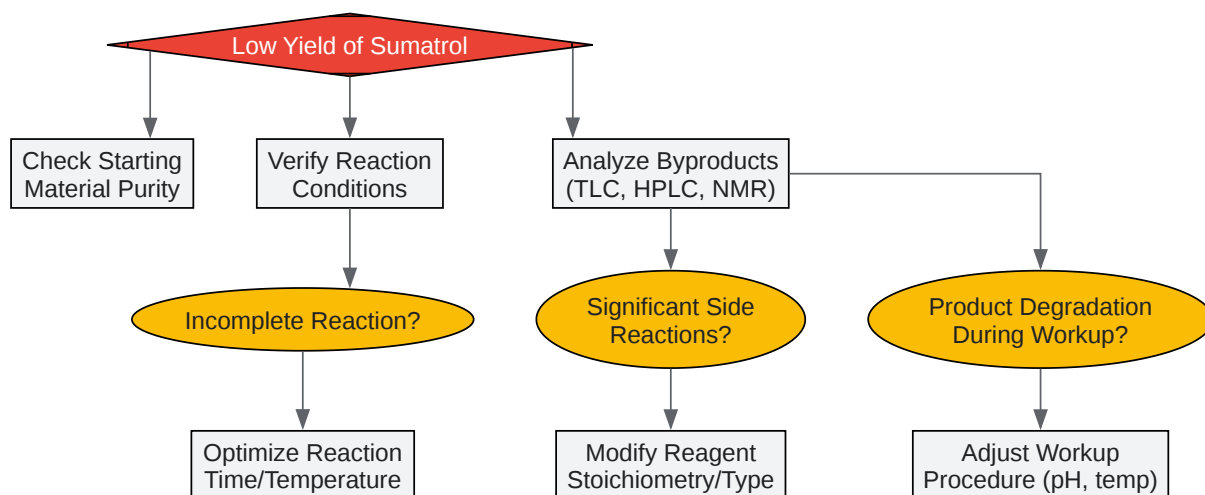 Low Yield of Sumatrol
Check Starting
Material Purity
Verify Reaction
Conditions
Analyze Byproducts
(TLC, HPLC, NMR)
Incomplete Reaction?
Significant Side
Reactions?
Product Degradation
During Workup?
Optimize Reaction
Time/Temperature
Modify Reagent
Stoichiometry/Type
Adjust Workup
Procedure (pH, temp)